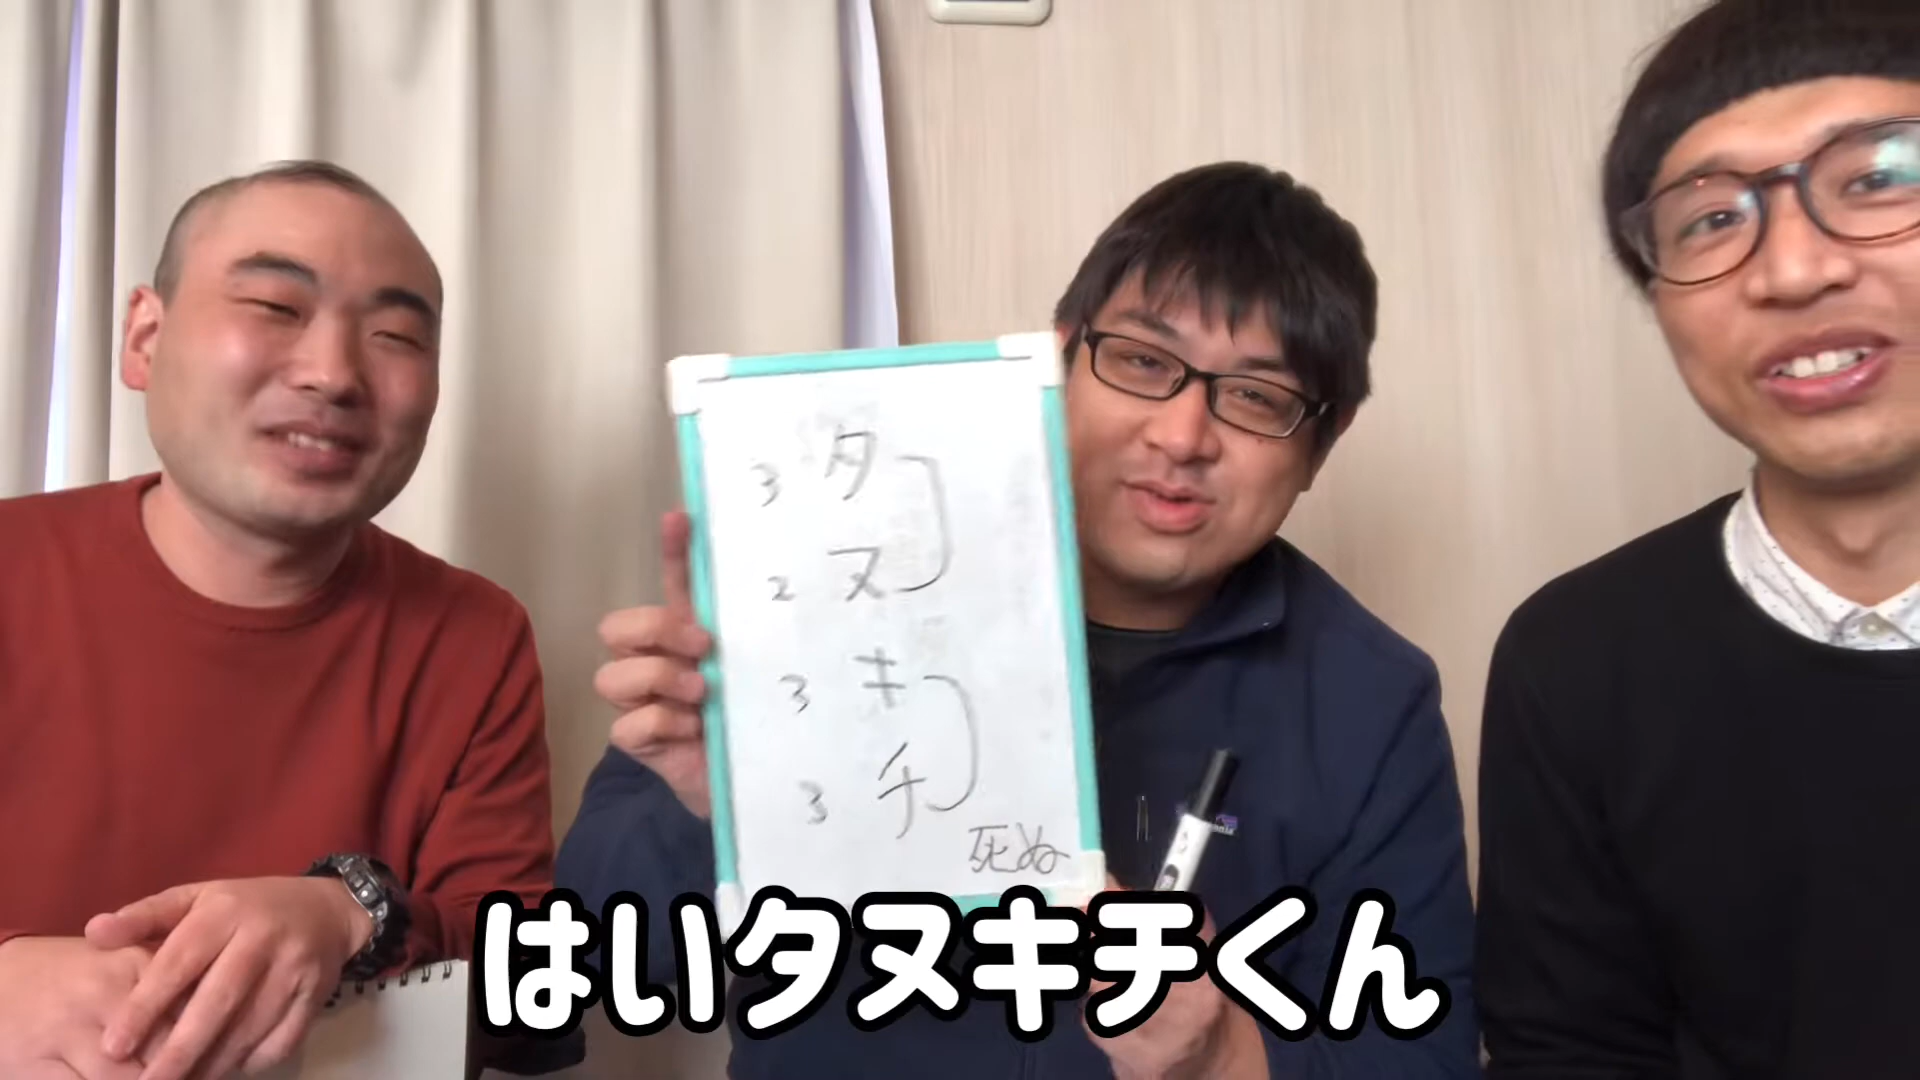 3 タ
2 ヌ
3 キ
3 チ
死ぬ
はいタヌキチくん